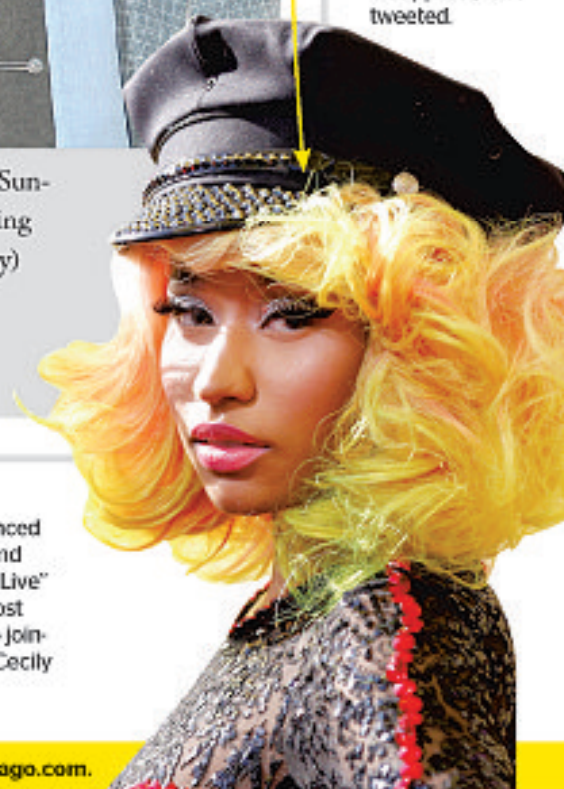 tweeted.
Sun-
ing
y)
nced
nd
Live”
ost
- join-
Cecily
ago.com.